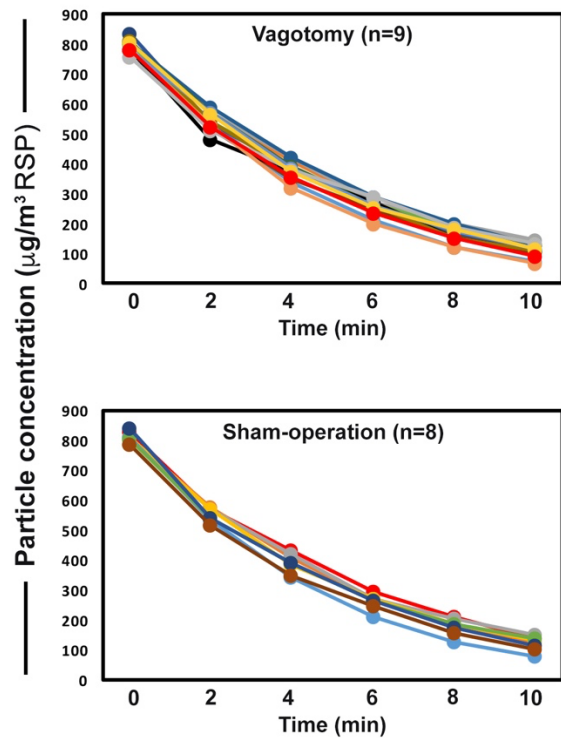 Particle concentration (µg/m³ RSP)
Vagotomy (n=9)
900
800
700
600
500
400
300
200
100
0
0 2 4 6 8 10
Time (min)
Sham-operation (n=8)
900
800
700
600
500
400
300
200
100
0
0 2 4 6 8 10
Time (min)